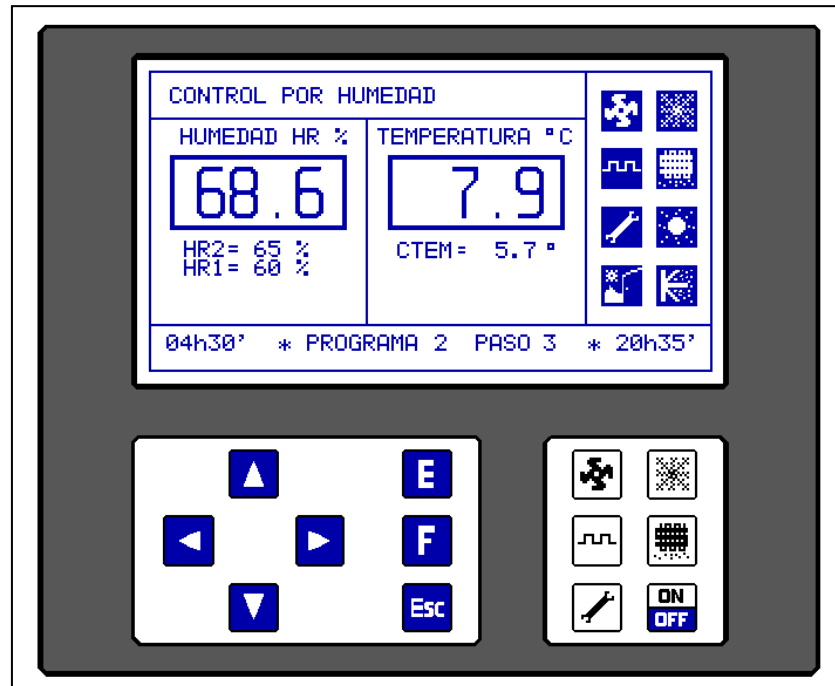 CONTROL POR HUMEDAD
HUMEDAD HR %
68.6
HR2= 65 %
HR1= 60 %
TEMPERATURA °C
7.9
CTEM= 5.7 °
04h30' * PROGRAMA 2 PASO 3 * 20h35'
E
F
Esc
ON
OFF